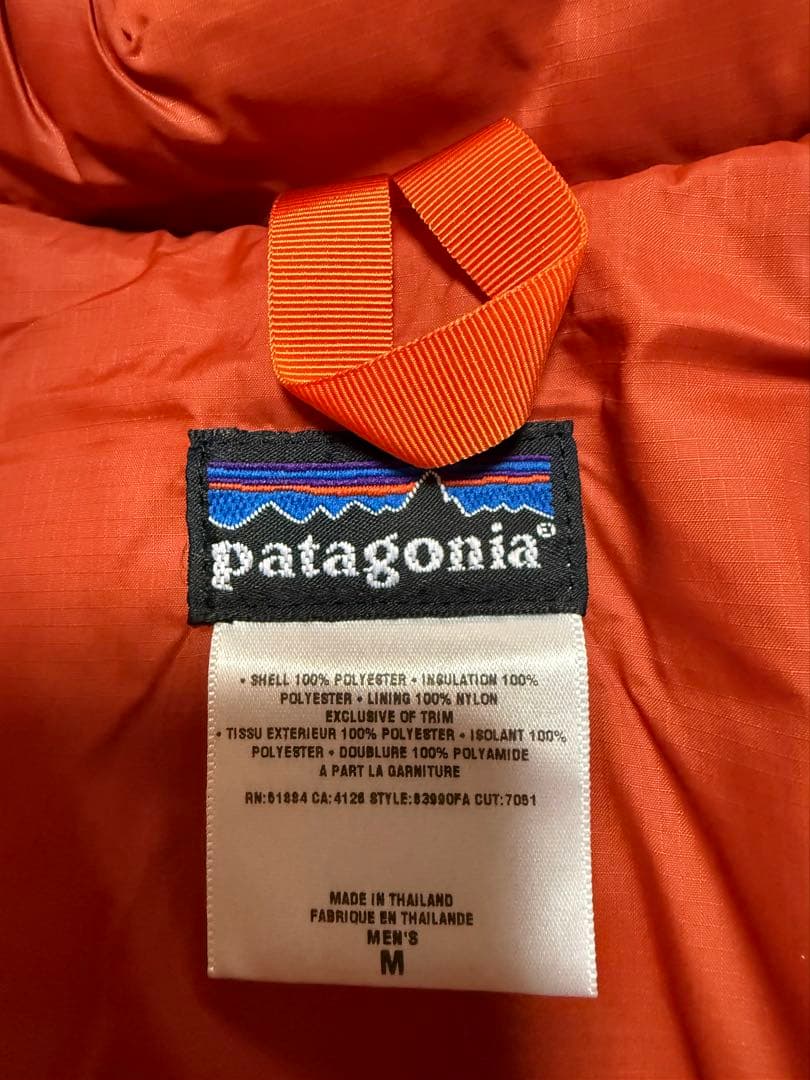 patagonia®
• SHELL 100% POLYESTER • INSULATION 100%
POLYESTER • LINING 100% NYLON
EXCLUSIVE OF TRIM
• TISSU EXTERIEUR 100% POLYESTER • ISOLANT 100%
POLYESTER • DOUBLURE 100% POLYAMIDE
A PART LA GARNITURE
RN:51884 CA:4126 STYLE:83990FA CUT:7051
MADE IN THAILAND
FABRIQUE EN THAILANDE
MEN'S
M